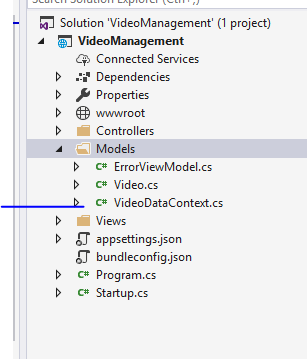 Search Solution Explorer (Ctrl+;)
Solution 'VideoManagement' (1 project)
VideoManagement
Connected Services
Dependencies
Properties
wwwroot
Controllers
Models
C# ErrorViewModel.cs
C# Video.cs
C# VideoDataContext.cs
Views
appsettings.json
bundleconfig.json
C# Program.cs
C# Startup.cs